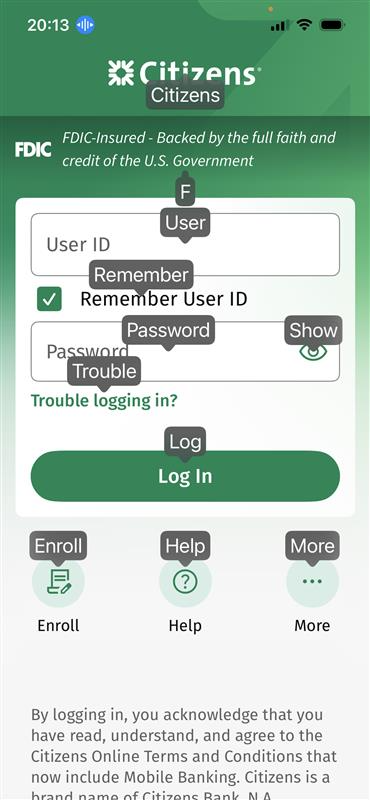 20:13
Citizens
Citizens
FDIC FDIC-Insured - Backed by the full faith and
credit of the U.S. Government
F
User
User ID
Remember
Remember User ID
Password
Show
Password
Trouble
Trouble logging in?
Log
Log In
Enroll
Help
More
Enroll
Help
More
By logging in, you acknowledge that you
have read, understand, and agree to the
Citizens Online Terms and Conditions that
now include Mobile Banking. Citizens is a
brand name of Citizens Bank, N.A.